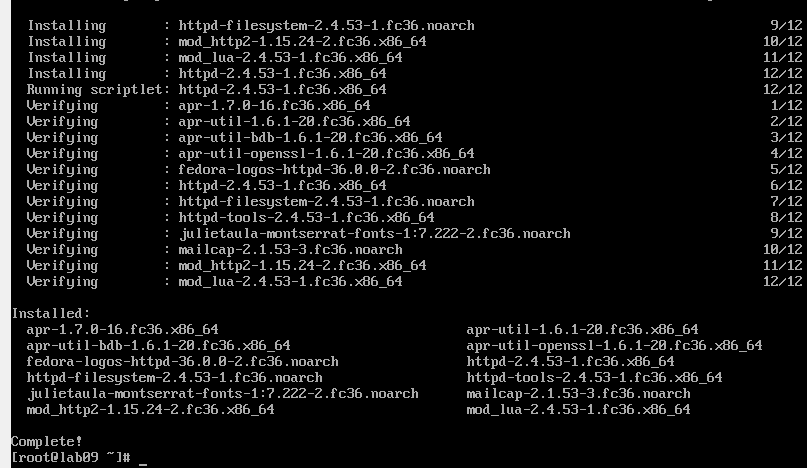 Installing : httpd-filesystem-2.4.53-1.fc36.noarch 9/12
Installing : mod_http2-1.15.24-2.fc36.x86_64 10/12
Installing : mod_lua-2.4.53-1.fc36.x86_64 11/12
Installing : httpd-2.4.53-1.fc36.x86_64 12/12
Running scriptlet: httpd-2.4.53-1.fc36.x86_64 12/12
Verifying : apr-1.7.0-16.fc36.x86_64 1/12
Verifying : apr-util-1.6.1-20.fc36.x86_64 2/12
Verifying : apr-util-bdb-1.6.1-20.fc36.x86_64 3/12
Verifying : apr-util-openssl-1.6.1-20.fc36.x86_64 4/12
Verifying : fedora-logos-httpd-36.0.0-2.fc36.noarch 5/12
Verifying : httpd-2.4.53-1.fc36.x86_64 6/12
Verifying : httpd-filesystem-2.4.53-1.fc36.noarch 7/12
Verifying : httpd-tools-2.4.53-1.fc36.x86_64 8/12
Verifying : julietaula-montserrat-fonts-1:7.222-2.fc36.noarch 9/12
Verifying : mailcap-2.1.53-3.fc36.noarch 10/12
Verifying : mod_http2-1.15.24-2.fc36.x86_64 11/12
Verifying : mod_lua-2.4.53-1.fc36.x86_64 12/12
Installed:
apr-1.7.0-16.fc36.x86_64 apr-util-1.6.1-20.fc36.x86_64
apr-util-bdb-1.6.1-20.fc36.x86_64 apr-util-openssl-1.6.1-20.fc36.x86_64
fedora-logos-httpd-36.0.0-2.fc36.noarch httpd-2.4.53-1.fc36.x86_64
httpd-filesystem-2.4.53-1.fc36.noarch httpd-tools-2.4.53-1.fc36.x86_64
julietaula-montserrat-fonts-1:7.222-2.fc36.noarch mailcap-2.1.53-3.fc36.noarch
mod_http2-1.15.24-2.fc36.x86_64 mod_lua-2.4.53-1.fc36.x86_64
Complete!
[root@lab09 ~]# _